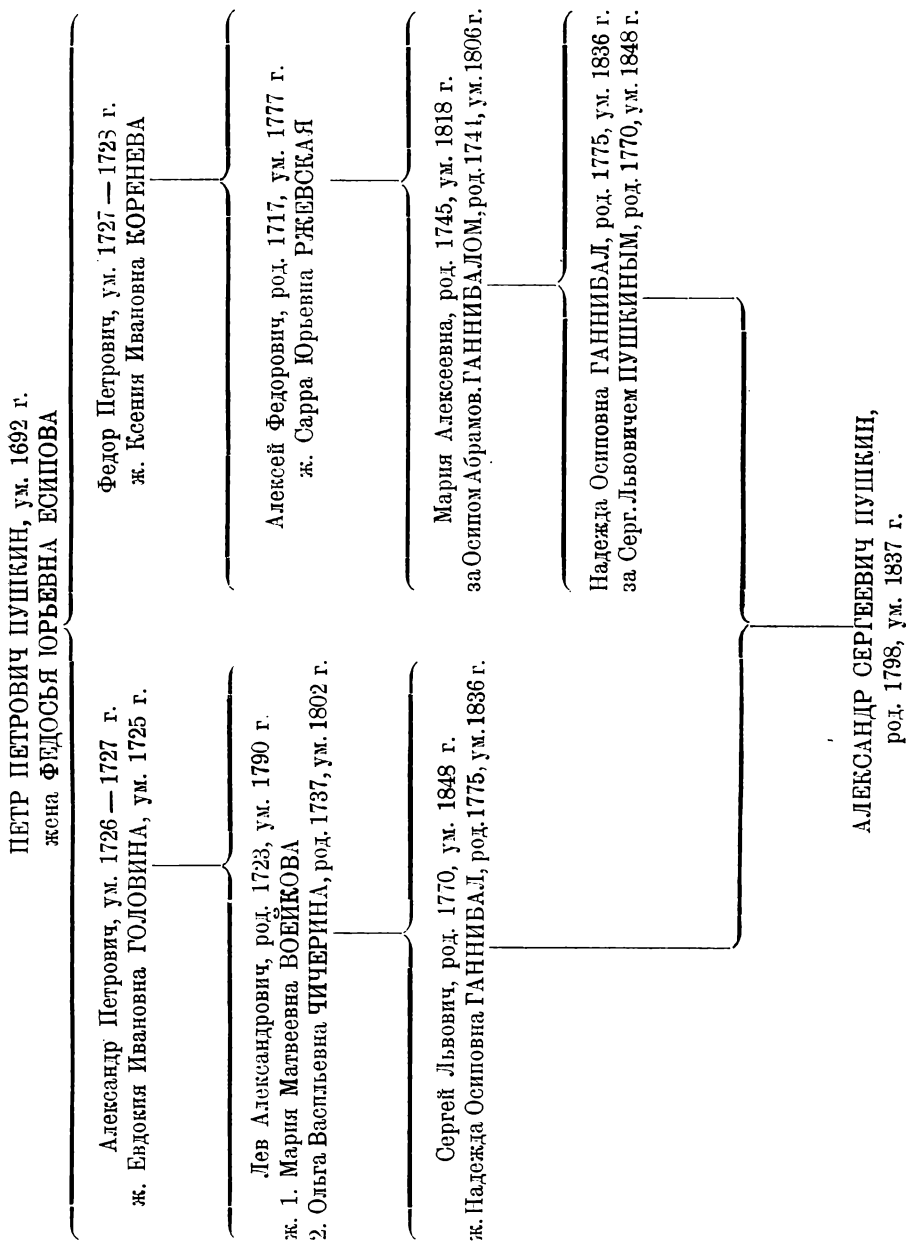 ПЕТР ПЕТРОВИЧ ПУШКИН, ум. 1692 г.
жена ФЕДОСЬЯ ЮРЬЕВНА ЕСИПОВА
Александр Петрович, ум. 1726 — 1727 г.
ж. Евдокия Ивановна ГОЛОВИНА, ум. 1725 г.
Лев Александрович, род. 1723, ум. 1790 г.
ж. 1. Мария Матвеевна ВОЕЙКОВА
2. Ольга Васильевна ЧИЧЕРИНА, род. 1737, ум. 1802 г.
Сергей Львович, род. 1770, ум. 1848 г.
ж. Надежда Осиповна ГАННИБАЛ, род. 1775, ум. 1836 г.
Федор Петрович, ум. 1727 — 1728 г.
ж. Ксения Ивановна КОРЕНЕВА
Алексей Федорович, род. 1717, ум. 1777 г.
ж. Сарра Юрьевна РЖЕВСКАЯ
Мария Алексеевна, род. 1745, ум. 1818 г.
за Осипом Абрамов. ГАННИБАЛОМ, род. 1744, ум. 1806 г.
Надежда Осиповна ГАННИБАЛ, род. 1775, ум. 1836 г.
за Серг. Львовичем ПУШКИНЫМ, род. 1770, ум. 1848 г.
АЛЕКСАНДР СЕРГЕЕВИЧ ПУШКИН,
род. 1798, ум. 1837 г.